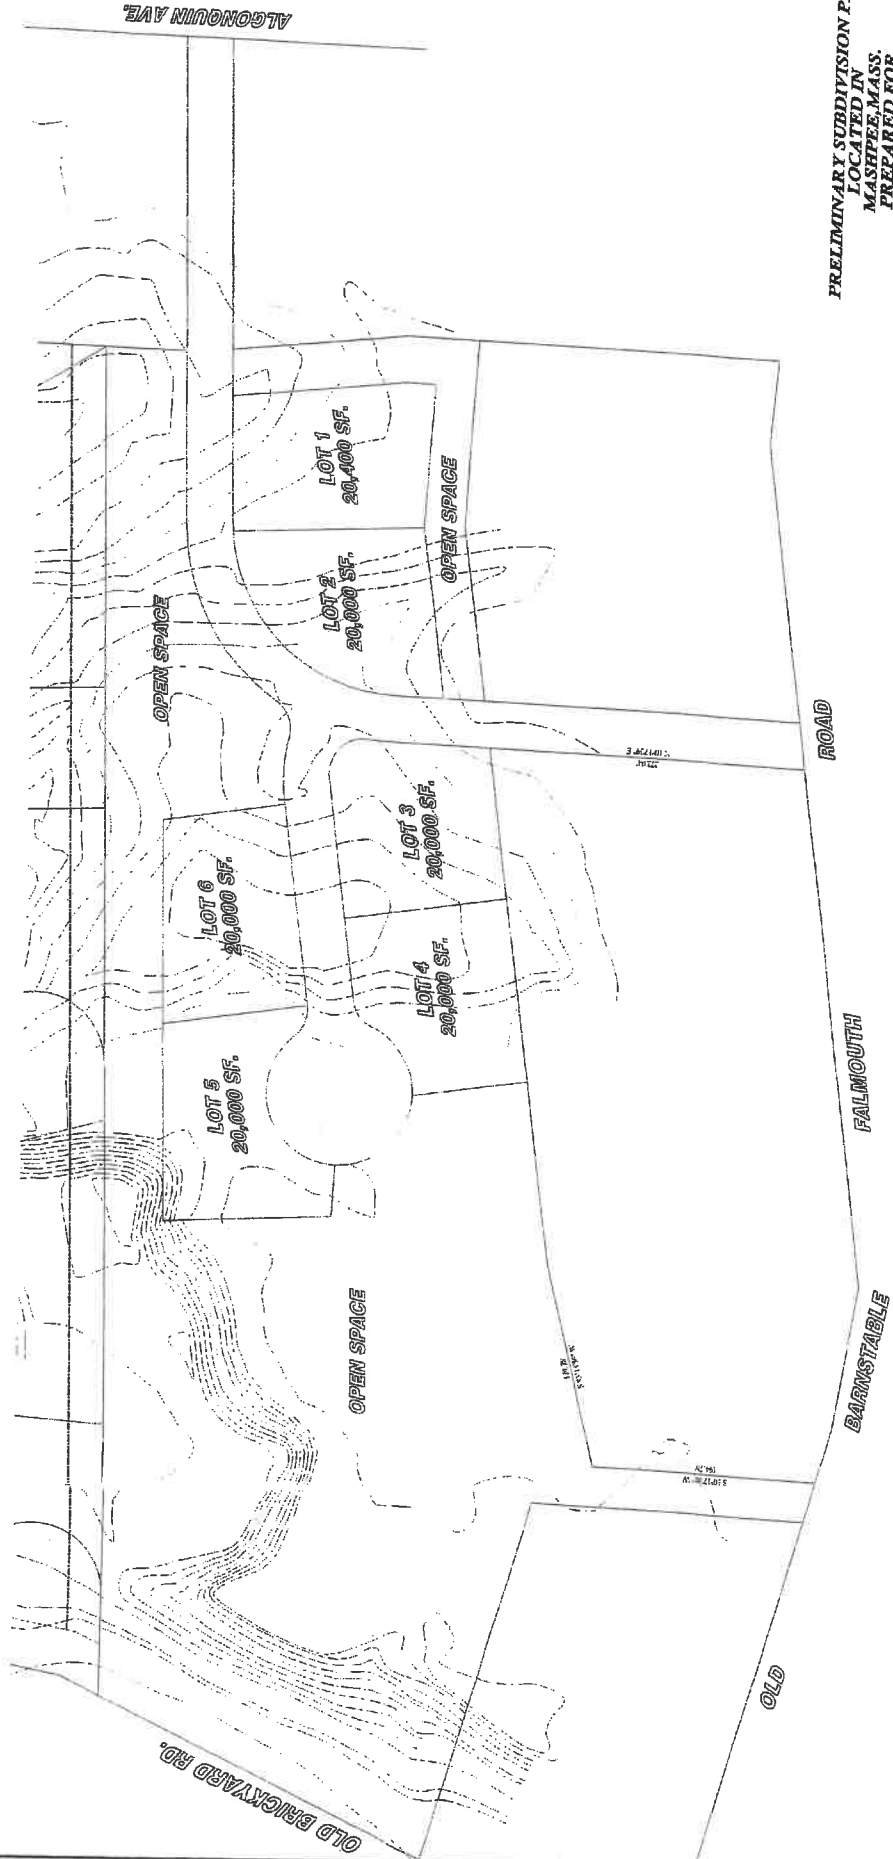 ALGONQUIN AVE.
PRELIMINARY SUBDIVISION P
LOCATED IN
MASHPEE,MASS.
PREPARED FOR
LOT 1
20,400 SF.
OPEN SPACE
LOT 2
20,000 SF.
OPEN SPACE
LOT 3
20,000 SF.
LOT 6
20,000 SF.
LOT 4
20,000 SF.
LOT 5
20,000 SF.
OPEN SPACE
OLD BARNSTABLE FALMOUTH ROAD
OLD BRICKYARD RD.